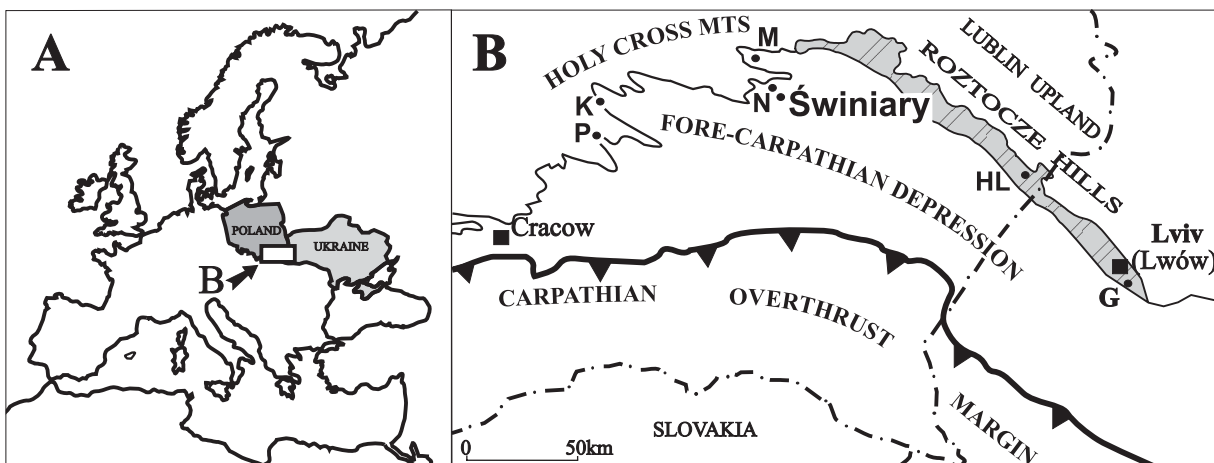 A
POLAND
UKRAINE
B
B
HOLY CROSS MTS
M
LUBLIN UPLAND
ROZTOCZE HILLS
K
N
Świniary
P
FORE-CARPATHIAN DEPRESSION
HL
Cracow
Lviv
(Lwów)
G
CARPATHIAN OVERTHRUST MARGIN
SLOVAKIA
0 50km